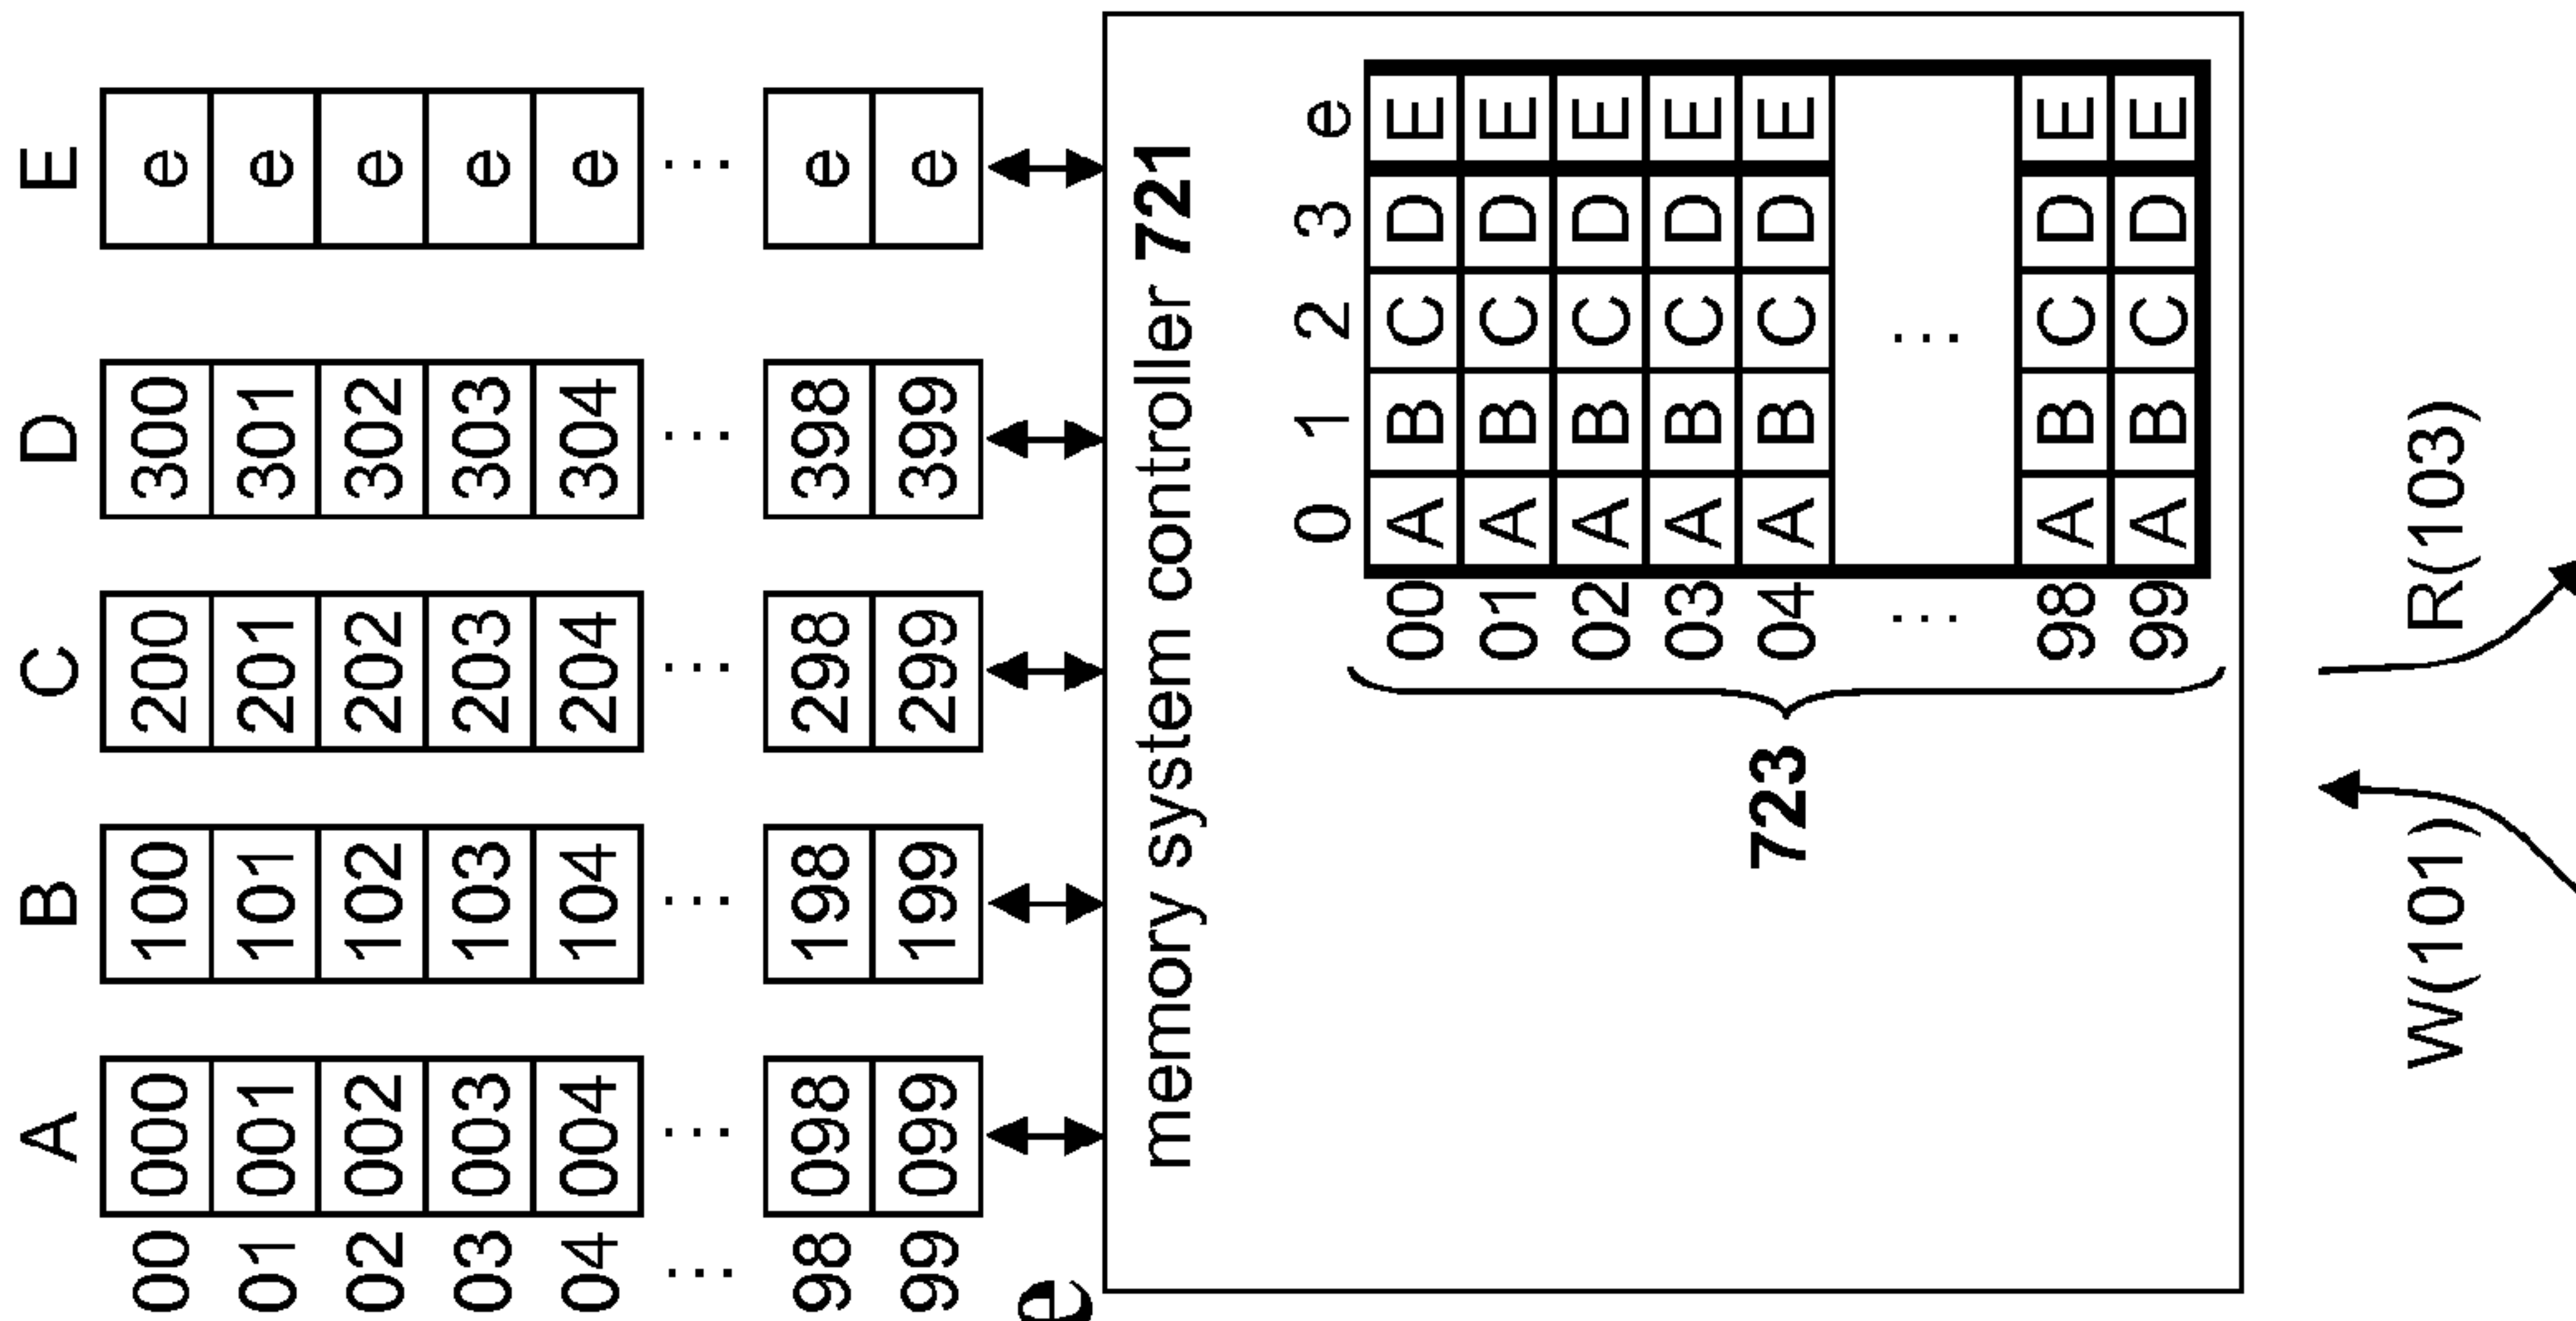 A B C D E
00 000 100 200 300 e
01 001 101 201 301 e
02 002 102 202 302 e
03 003 103 203 303 e
04 004 104 204 304 e
... ... ... ... ... ...
98 098 198 298 398 e
99 099 199 299 399 e
e
memory system controller 721
0 1 2 3 e
00 A B C D E
01 A B C D E
02 A B C D E
03 A B C D E
723 04 A B C D E
... ...
98 A B C D E
99 A B C D E
W(101) R(103)